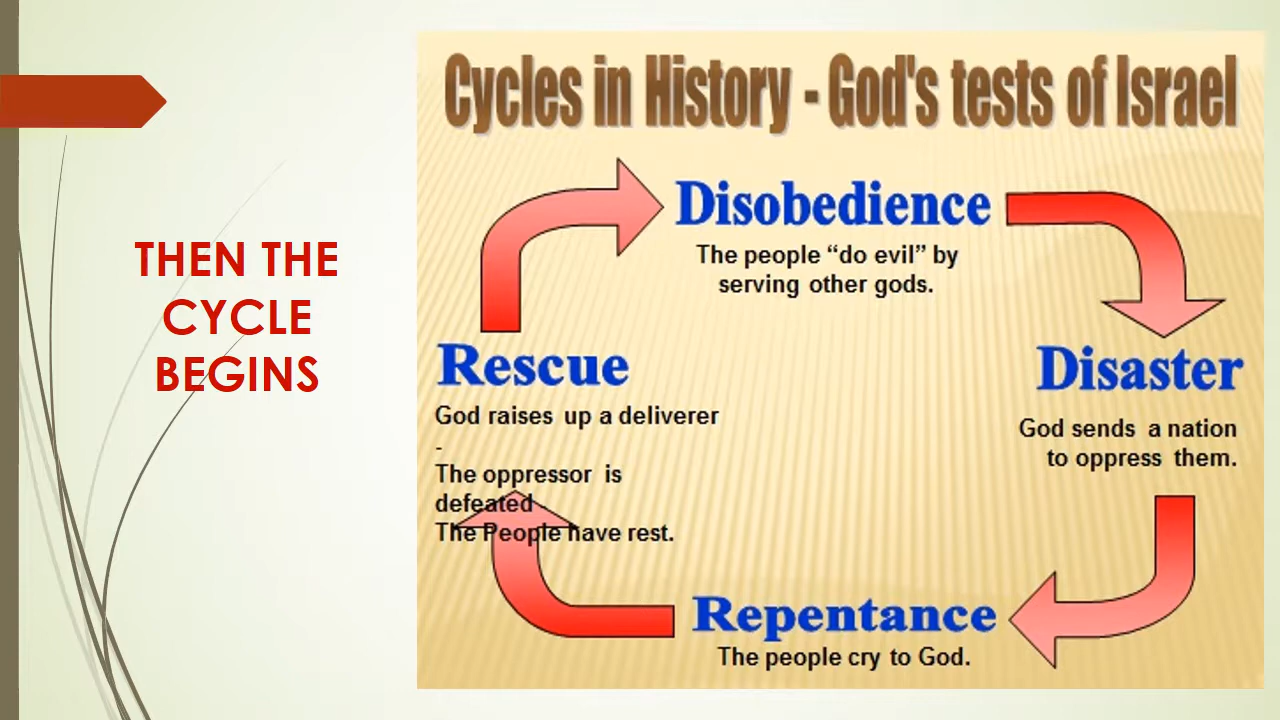 THEN THE
CYCLE
BEGINS
Cycles in History - God's tests of Israel
Disobedience
The people “do evil” by
serving other gods.
Disaster
God sends a nation
to oppress them.
Repentance
The people cry to God.
Rescue
God raises up a deliverer
-
The oppressor is
defeated
The People have rest.